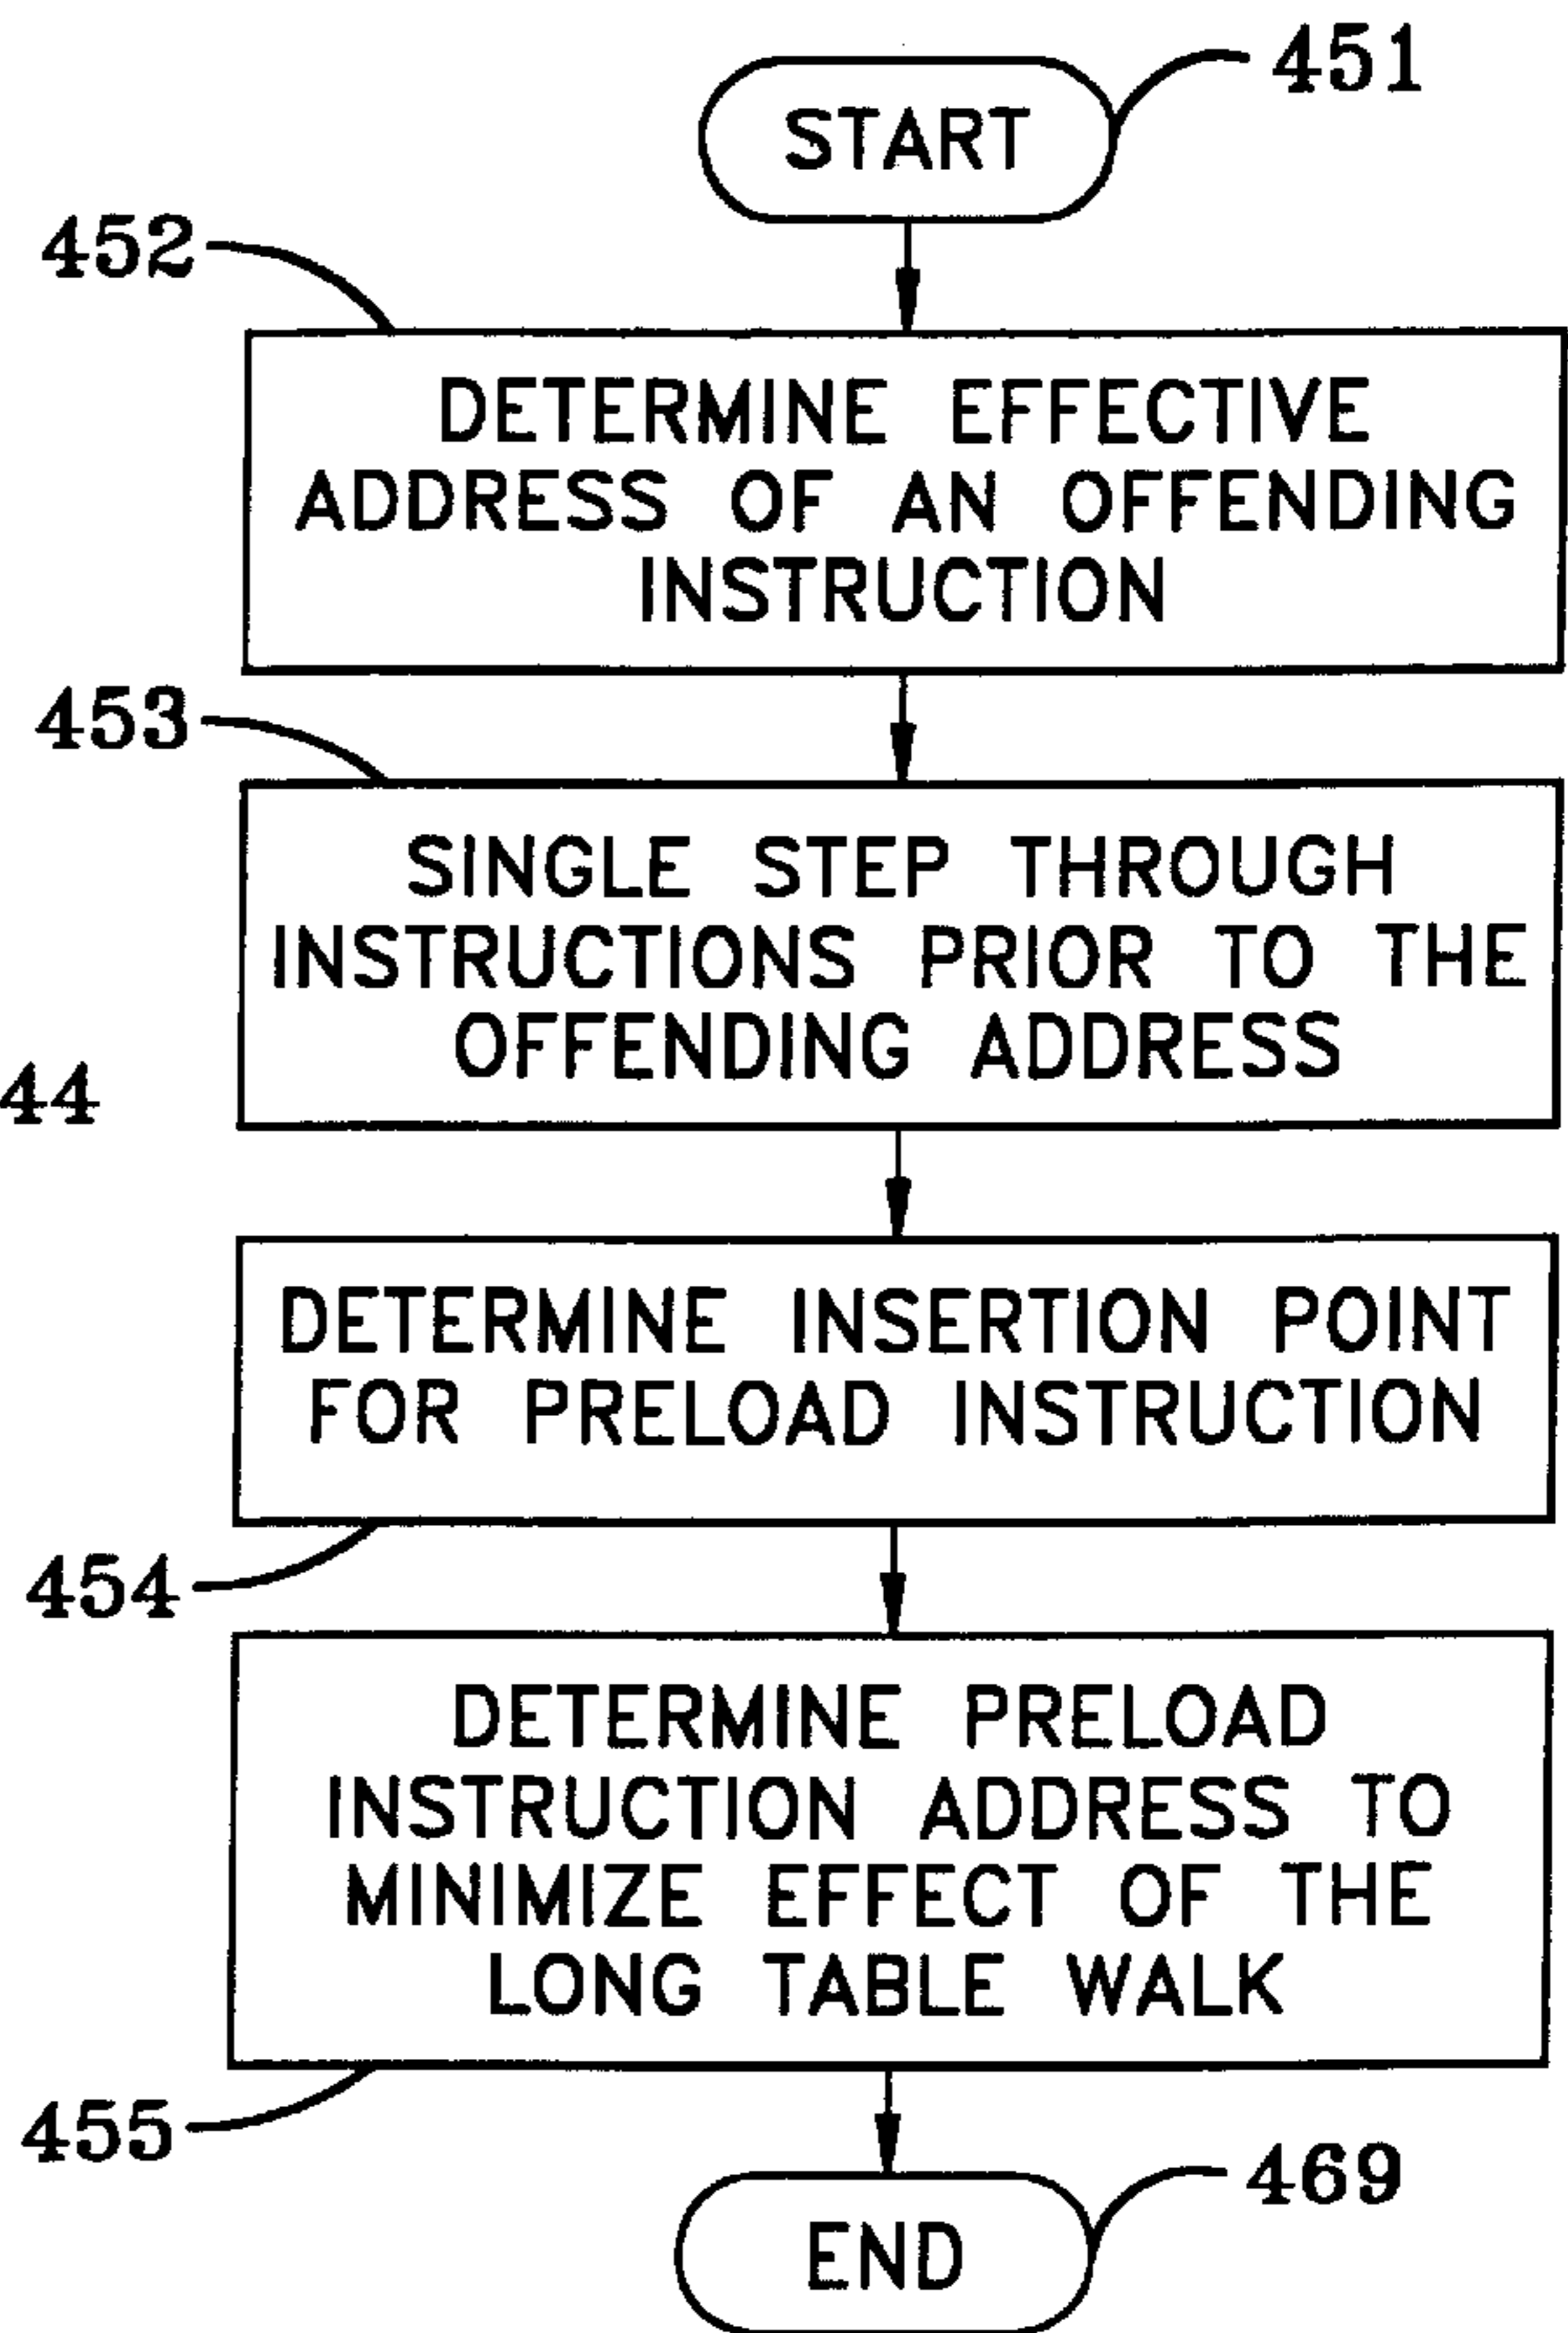 451
START
452
DETERMINE EFFECTIVE
ADDRESS OF AN OFFENDING
INSTRUCTION
453
SINGLE STEP THROUGH
INSTRUCTIONS PRIOR TO THE
OFFENDING ADDRESS
44
DETERMINE INSERTION POINT
FOR PRELOAD INSTRUCTION
454
DETERMINE PRELOAD
INSTRUCTION ADDRESS TO
MINIMIZE EFFECT OF THE
LONG TABLE WALK
455
469
END